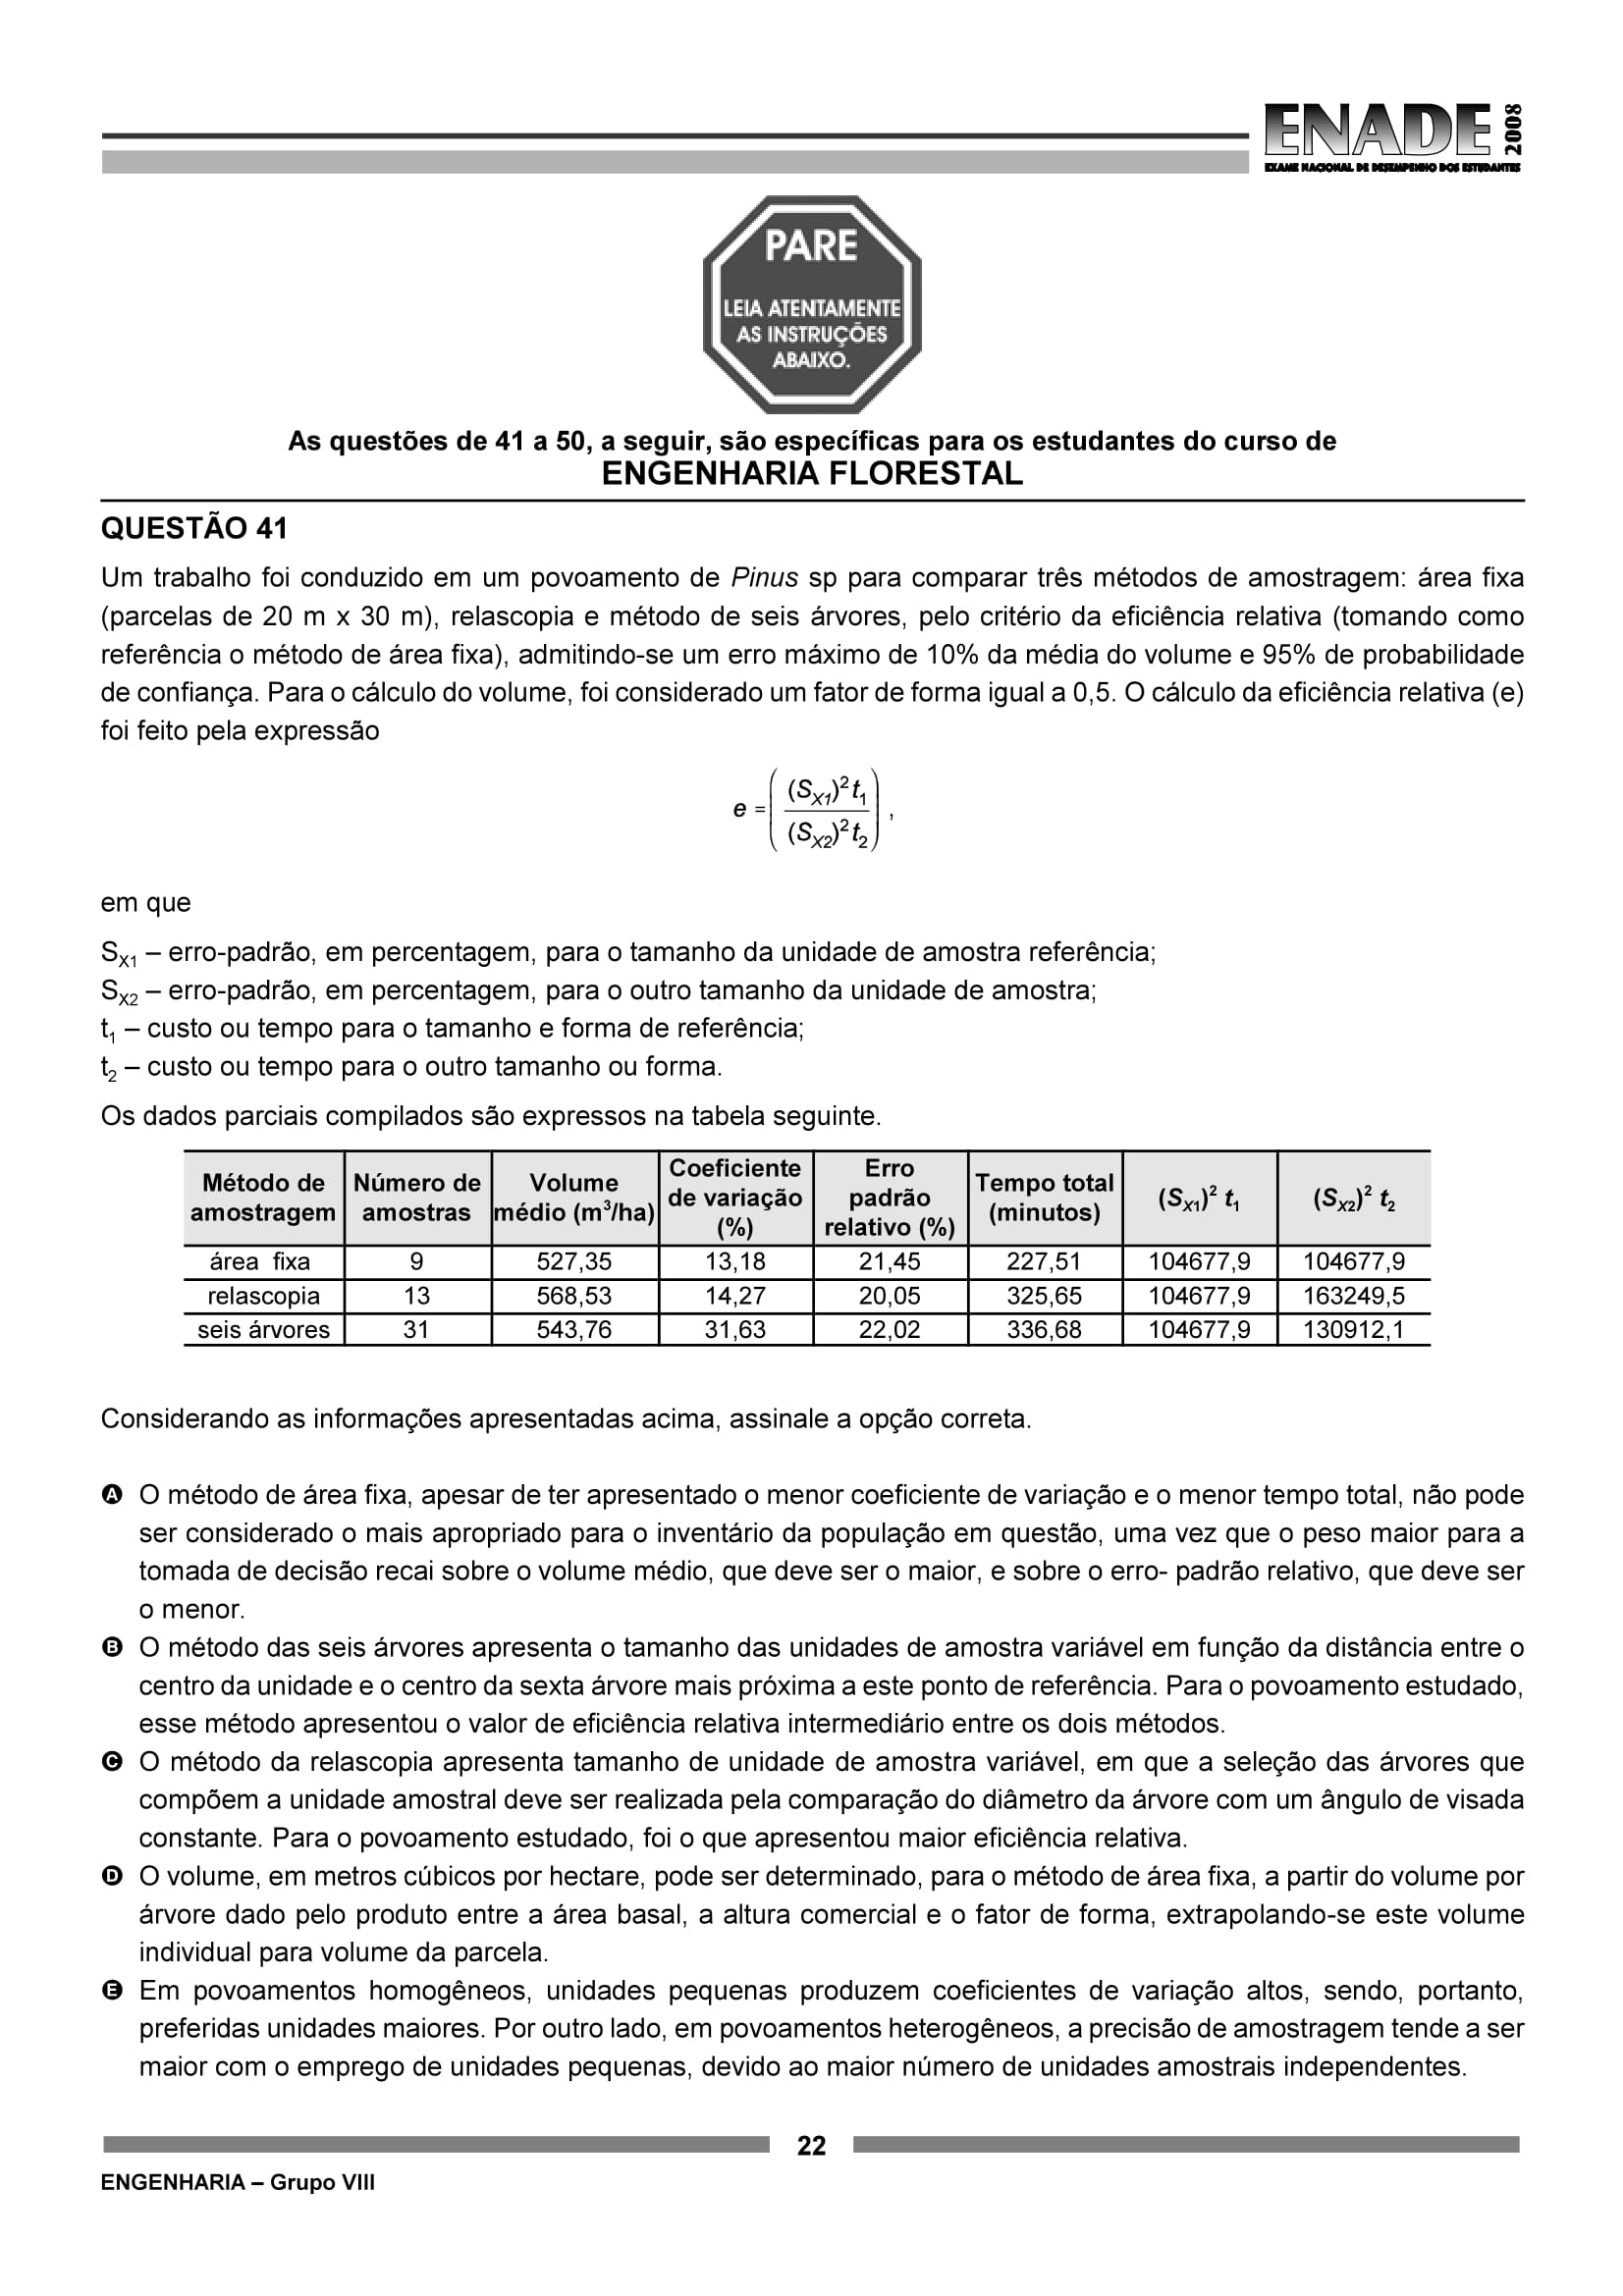 ENADE 2008
EXAME NACIONAL DE DESEMPENHO DOS ESTUDANTES
PARE
LEIA ATENTAMENTE
AS INSTRUÇÕES
ABAIXO.
As questões de 41 a 50, a seguir, são específicas para os estudantes do curso de
ENGENHARIA FLORESTAL
QUESTÃO 41
Um trabalho foi conduzido em um povoamento de Pinus sp para comparar três métodos de amostragem: área fixa
(parcelas de 20 m x 30 m), relascopia e método de seis árvores, pelo critério da eficiência relativa (tomando como
referência o método de área fixa), admitindo-se um erro máximo de 10% da média do volume e 95% de probabilidade
de confiança. Para o cálculo do volume, foi considerado um fator de forma igual a 0,5. O cálculo da eficiência relativa (e)
foi feito pela expressão
e = ( (S_X1)² t₁ / (S_X2)² t₂ ) ,
em que
S_X1 – erro-padrão, em percentagem, para o tamanho da unidade de amostra referência;
S_X2 – erro-padrão, em percentagem, para o outro tamanho da unidade de amostra;
t₁ – custo ou tempo para o tamanho e forma de referência;
t₂ – custo ou tempo para o outro tamanho ou forma.
Os dados parciais compilados são expressos na tabela seguinte.
Método de amostragem | Número de amostras | Volume médio (m³/ha) | Coeficiente de variação (%) | Erro padrão relativo (%) | Tempo total (minutos) | (S_X1)² t₁ | (S_X2)² t₂
área fixa | 9 | 527,35 | 13,18 | 21,45 | 227,51 | 104677,9 | 104677,9
relascopia | 13 | 568,53 | 14,27 | 20,05 | 325,65 | 104677,9 | 163249,5
seis árvores | 31 | 543,76 | 31,63 | 22,02 | 336,68 | 104677,9 | 130912,1
Considerando as informações apresentadas acima, assinale a opção correta.
A O método de área fixa, apesar de ter apresentado o menor coeficiente de variação e o menor tempo total, não pode
ser considerado o mais apropriado para o inventário da população em questão, uma vez que o peso maior para a
tomada de decisão recai sobre o volume médio, que deve ser o maior, e sobre o erro- padrão relativo, que deve ser
o menor.
B O método das seis árvores apresenta o tamanho das unidades de amostra variável em função da distância entre o
centro da unidade e o centro da sexta árvore mais próxima a este ponto de referência. Para o povoamento estudado,
esse método apresentou o valor de eficiência relativa intermediário entre os dois métodos.
C O método da relascopia apresenta tamanho de unidade de amostra variável, em que a seleção das árvores que
compõem a unidade amostral deve ser realizada pela comparação do diâmetro da árvore com um ângulo de visada
constante. Para o povoamento estudado, foi o que apresentou maior eficiência relativa.
D O volume, em metros cúbicos por hectare, pode ser determinado, para o método de área fixa, a partir do volume por
árvore dado pelo produto entre a área basal, a altura comercial e o fator de forma, extrapolando-se este volume
individual para volume da parcela.
E Em povoamentos homogêneos, unidades pequenas produzem coeficientes de variação altos, sendo, portanto,
preferidas unidades maiores. Por outro lado, em povoamentos heterogêneos, a precisão de amostragem tende a ser
maior com o emprego de unidades pequenas, devido ao maior número de unidades amostrais independentes.
22
ENGENHARIA – Grupo VIII